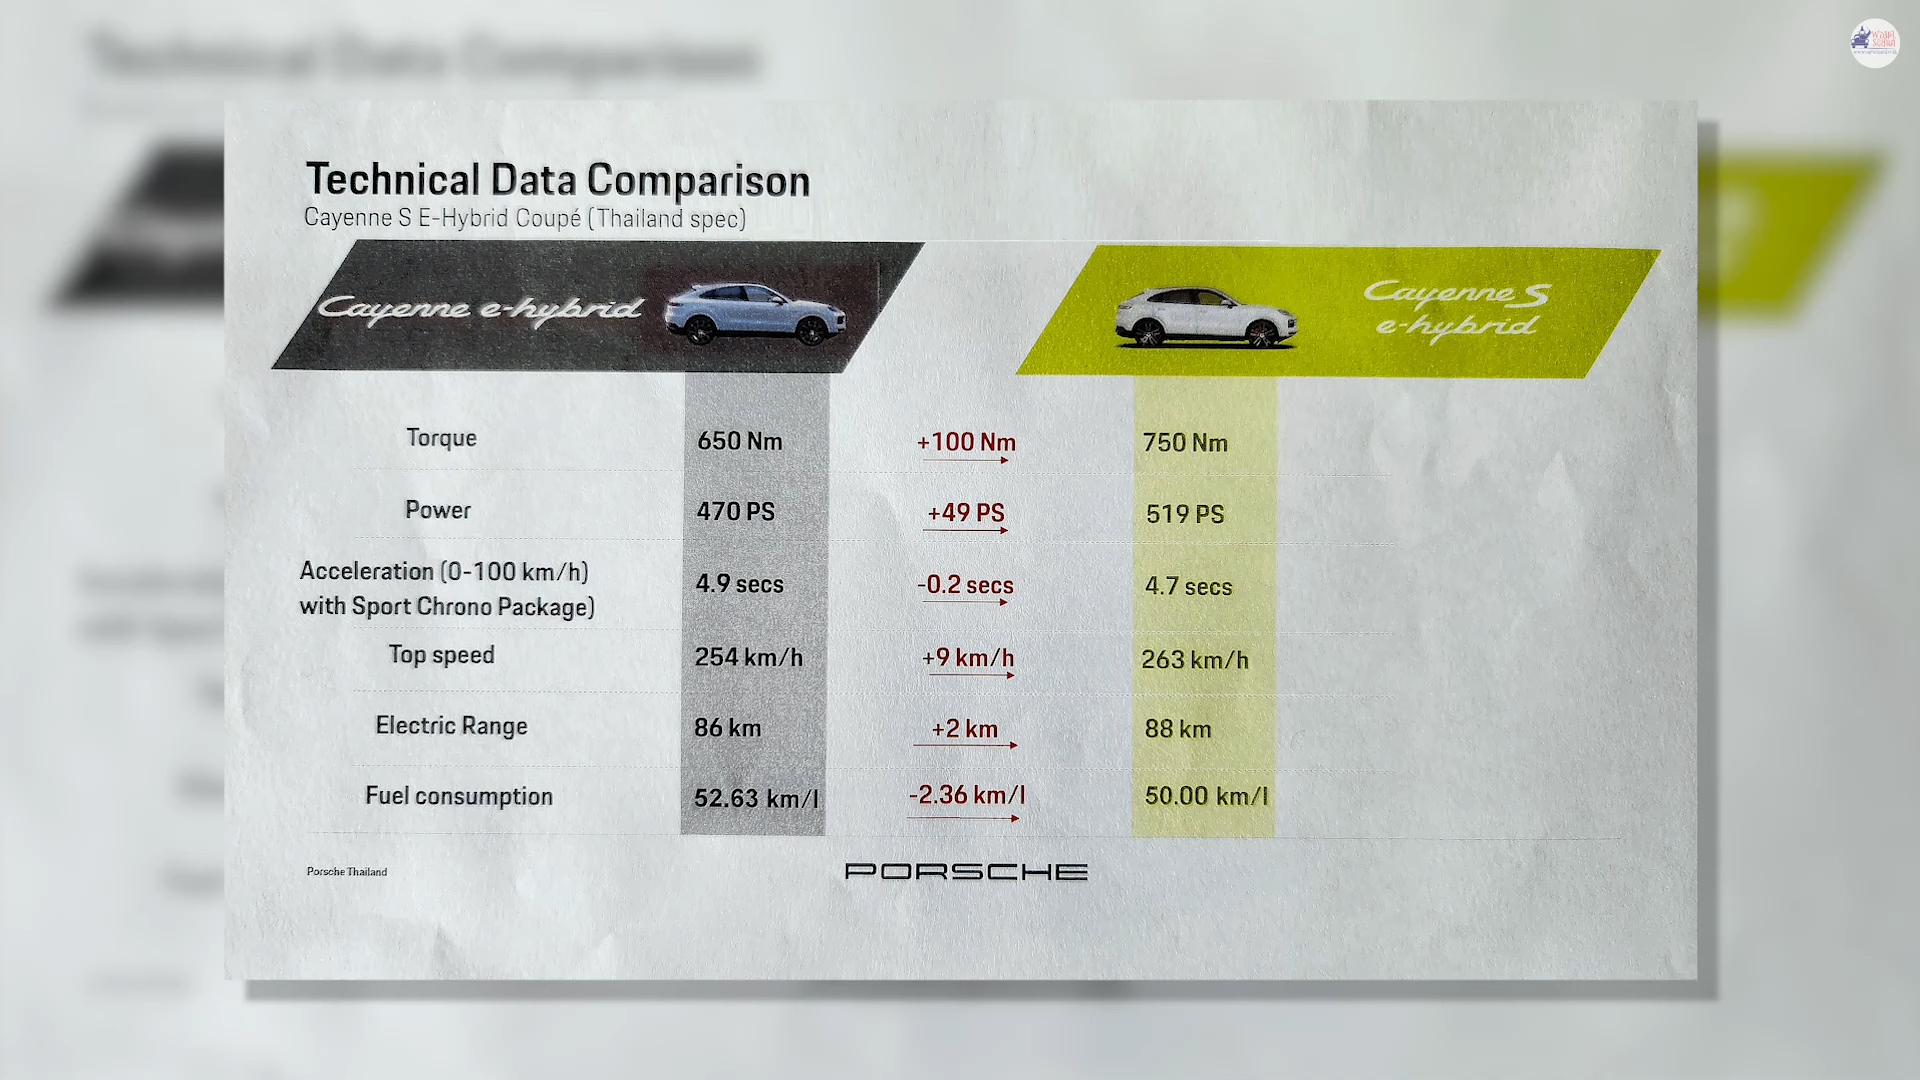 Technical Data Comparison
Cayenne S E-Hybrid Coupé (Thailand spec)
Cayenne e-hybrid
Cayenne S
e-hybrid
Torque 650 Nm +100 Nm 750 Nm
Power 470 PS +49 PS 519 PS
Acceleration (0-100 km/h)
with Sport Chrono Package) 4.9 secs -0.2 secs 4.7 secs
Top speed 254 km/h +9 km/h 263 km/h
Electric Range 86 km +2 km 88 km
Fuel consumption 52.63 km/l -2.36 km/l 50.00 km/l
Porsche Thailand
PORSCHE